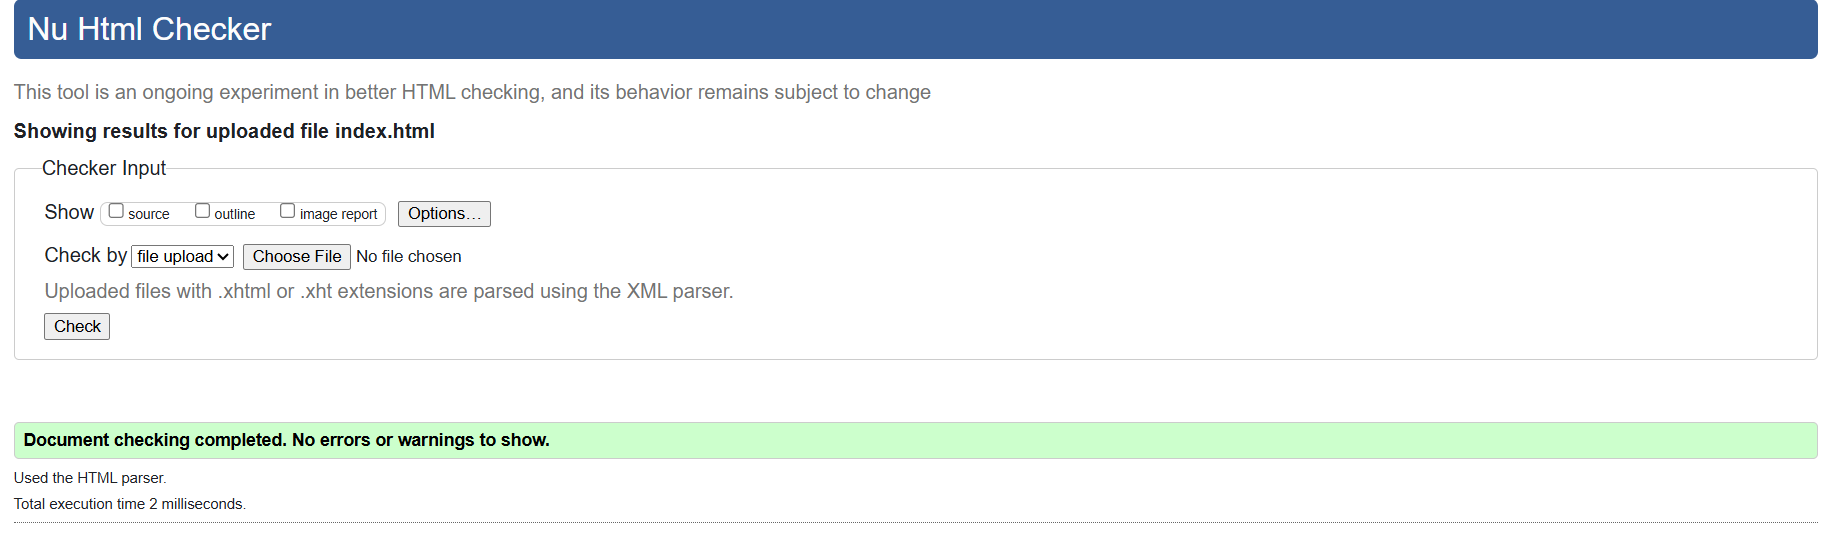 Nu Html Checker
This tool is an ongoing experiment in better HTML checking, and its behavior remains subject to change
Showing results for uploaded file index.html
Checker Input
Show source outline image report Options...
Check by file upload Choose File No file chosen
Uploaded files with .xhtml or .xht extensions are parsed using the XML parser.
Check
Document checking completed. No errors or warnings to show.
Used the HTML parser.
Total execution time 2 milliseconds.